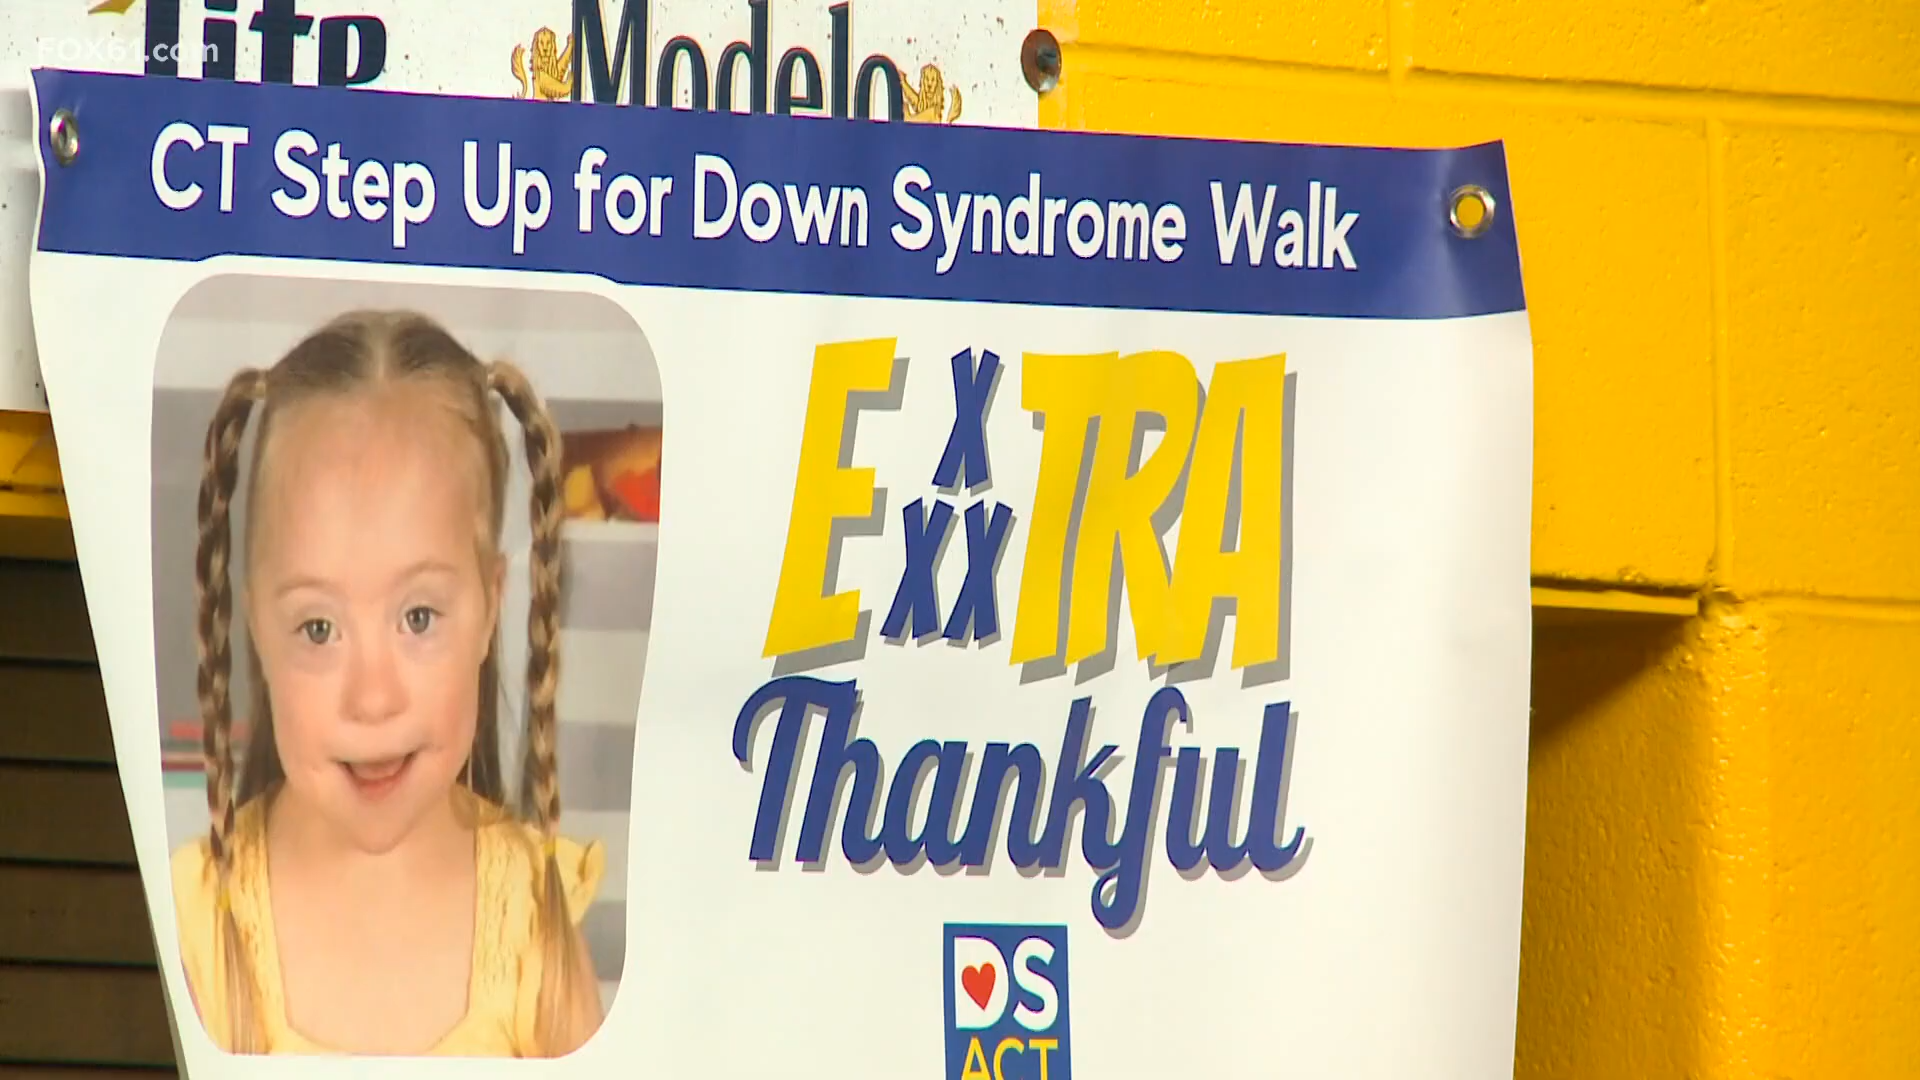 FOX61.com
Modelo
CT Step Up for Down Syndrome Walk
ExxxTRA
Thankful
DS
ACT